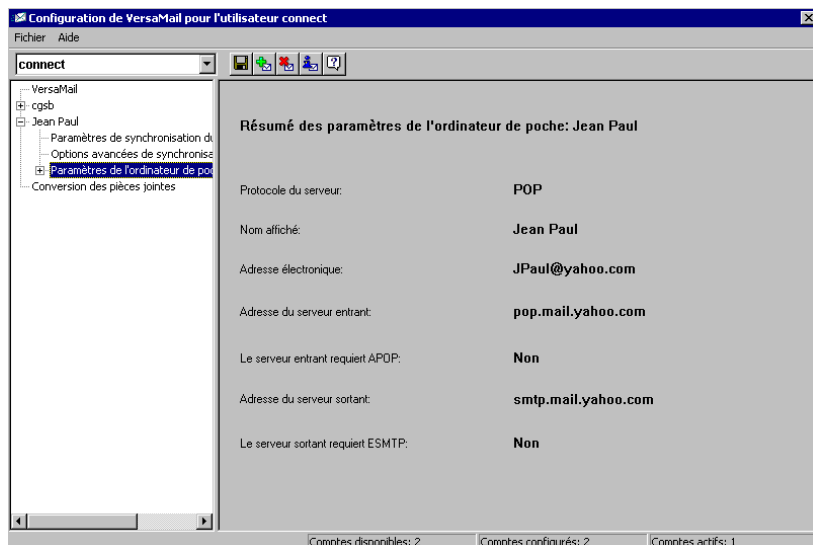 Configuration de VersaMail pour l'utilisateur connect
Fichier Aide
connect
VersaMail
cgsb
Jean Paul
Paramètres de synchronisation du
Options avancées de synchronisa
Paramètres de l'ordinateur de poc
Conversion des pièces jointes
Résumé des paramètres de l'ordinateur de poche: Jean Paul
Protocole du serveur: POP
Nom affiché: Jean Paul
Adresse électronique: JPaul@yahoo.com
Adresse du serveur entrant: pop.mail.yahoo.com
Le serveur entrant requiert APOP: Non
Adresse du serveur sortant: smtp.mail.yahoo.com
Le serveur sortant requiert ESMTP: Non
Comptes disponibles: 2 Comptes configurés: 2 Comptes actifs: 1